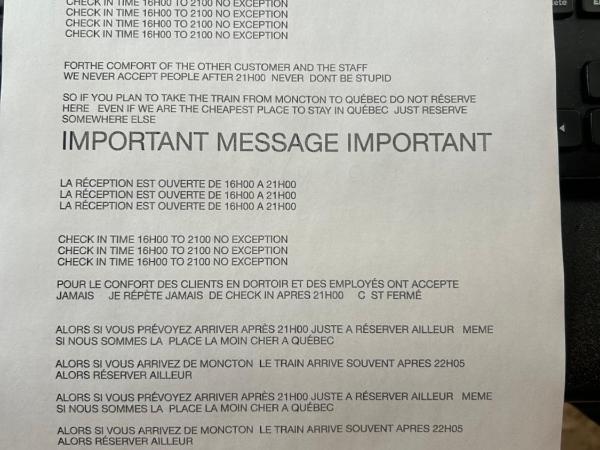 CHECK IN TIME 16H00 TO 2100 NO EXCEPTION
CHECK IN TIME 16H00 TO 2100 NO EXCEPTION
CHECK IN TIME 16H00 TO 2100 NO EXCEPTION
CHECK IN TIME 16H00 TO 2100 NO EXCEPTION
FORTHE COMFORT OF THE OTHER CUSTOMER AND THE STAFF
WE NEVER ACCEPT PEOPLE AFTER 21H00 NEVER DONT BE STUPID
SO IF YOU PLAN TO TAKE THE TRAIN FROM MONCTON TO QUÉBEC DO NOT RÉSERVE
HERE EVEN IF WE ARE THE CHEAPEST PLACE TO STAY IN QUÉBEC JUST RESERVE
SOMEWHERE ELSE
IMPORTANT MESSAGE IMPORTANT
LA RÉCEPTION EST OUVERTE DE 16H00 A 21H00
LA RÉCEPTION EST OUVERTE DE 16H00 A 21H00
LA RÉCEPTION EST OUVERTE DE 16H00 A 21H00
CHECK IN TIME 16H00 TO 2100 NO EXCEPTION
CHECK IN TIME 16H00 TO 2100 NO EXCEPTION
CHECK IN TIME 16H00 TO 2100 NO EXCEPTION
POUR LE CONFORT DES CLIENTS EN DORTOIR ET DES EMPLOYÉS ONT ACCEPTE
JAMAIS JE RÉPÈTE JAMAIS DE CHECK IN APRES 21H00 C ST FERMÉ
ALORS SI VOUS PRÉVOYEZ ARRIVER APRÈS 21H00 JUSTE A RÉSERVER AILLEUR MEME
SI NOUS SOMMES LA PLACE LA MOIN CHER A QUÉBEC
ALORS SI VOUS ARRIVEZ DE MONCTON LE TRAIN ARRIVE SOUVENT APRES 22H05
ALORS RÉSERVER AILLEUR
ALORS SI VOUS PRÉVOYEZ ARRIVER APRÈS 21H00 JUSTE A RÉSERVER AILLEUR MEME
SI NOUS SOMMES LA PLACE LA MOIN CHER A QUÉBEC
ALORS SI VOUS ARRIVEZ DE MONCTON LE TRAIN ARRIVE SOUVENT APRES 22H05
ALORS RÉSERVER AILLEUR